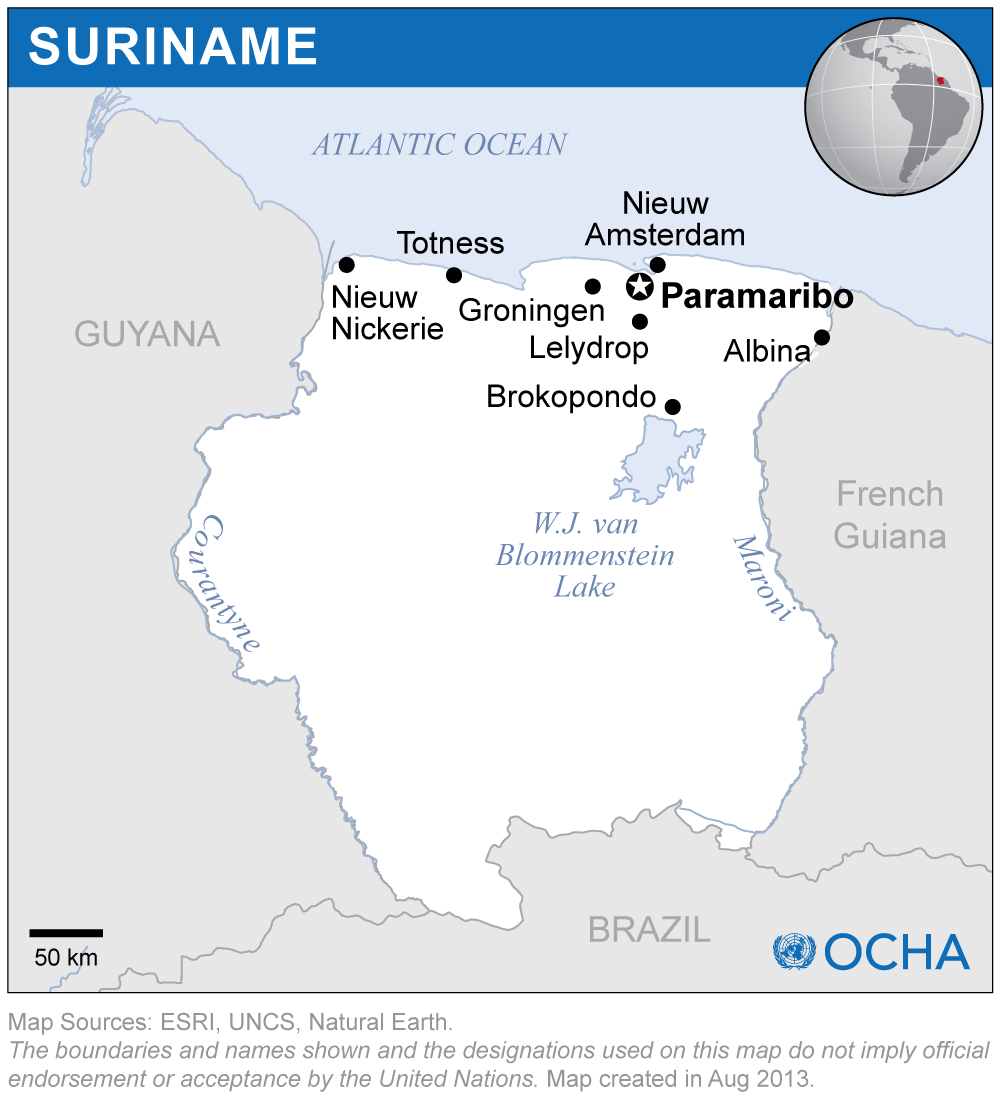 SURINAME
ATLANTIC OCEAN
Nieuw
Amsterdam
Totness
Nieuw
Nickerie
Groningen
Paramaribo
Lelydrop
Albina
GUYANA
Brokopondo
French
Guiana
W.J. van
Blommenstein
Lake
Courantyne
Maroni
BRAZIL
50 km
OCHA
Map Sources: ESRI, UNCS, Natural Earth.
The boundaries and names shown and the designations used on this map do not imply official
endorsement or acceptance by the United Nations. Map created in Aug 2013.